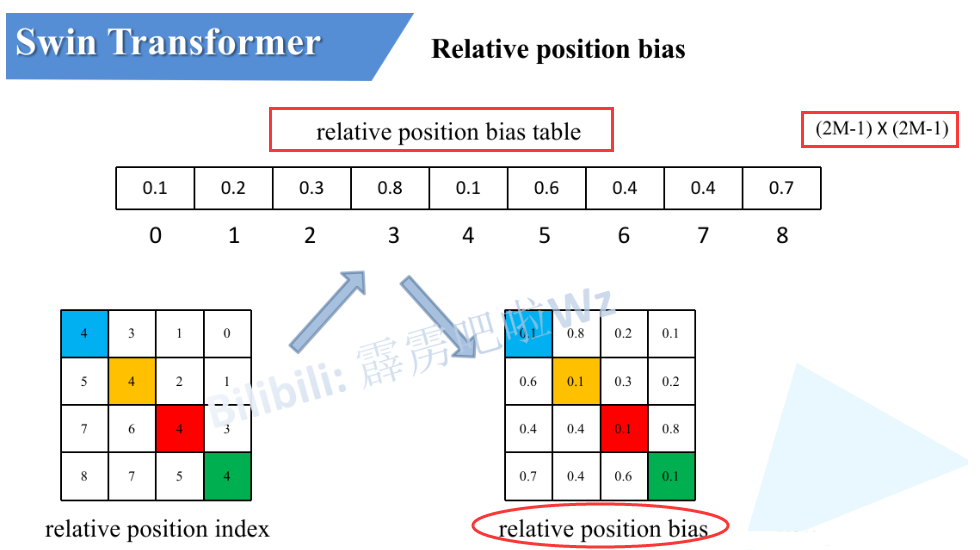 Swin Transformer
Relative position bias
relative position bias table
(2M-1) X (2M-1)
0.1 0.2 0.3 0.8 0.1 0.6 0.4 0.4 0.7
0 1 2 3 4 5 6 7 8
4 3 1 0
5 4 2 1
7 6 4 3
8 7 5 4
relative position index
0.1 0.8 0.2 0.1
0.6 0.1 0.3 0.2
0.4 0.4 0.1 0.8
0.7 0.4 0.6 0.1
relative position bias
Bilibili: 霹雳吧啦Wz